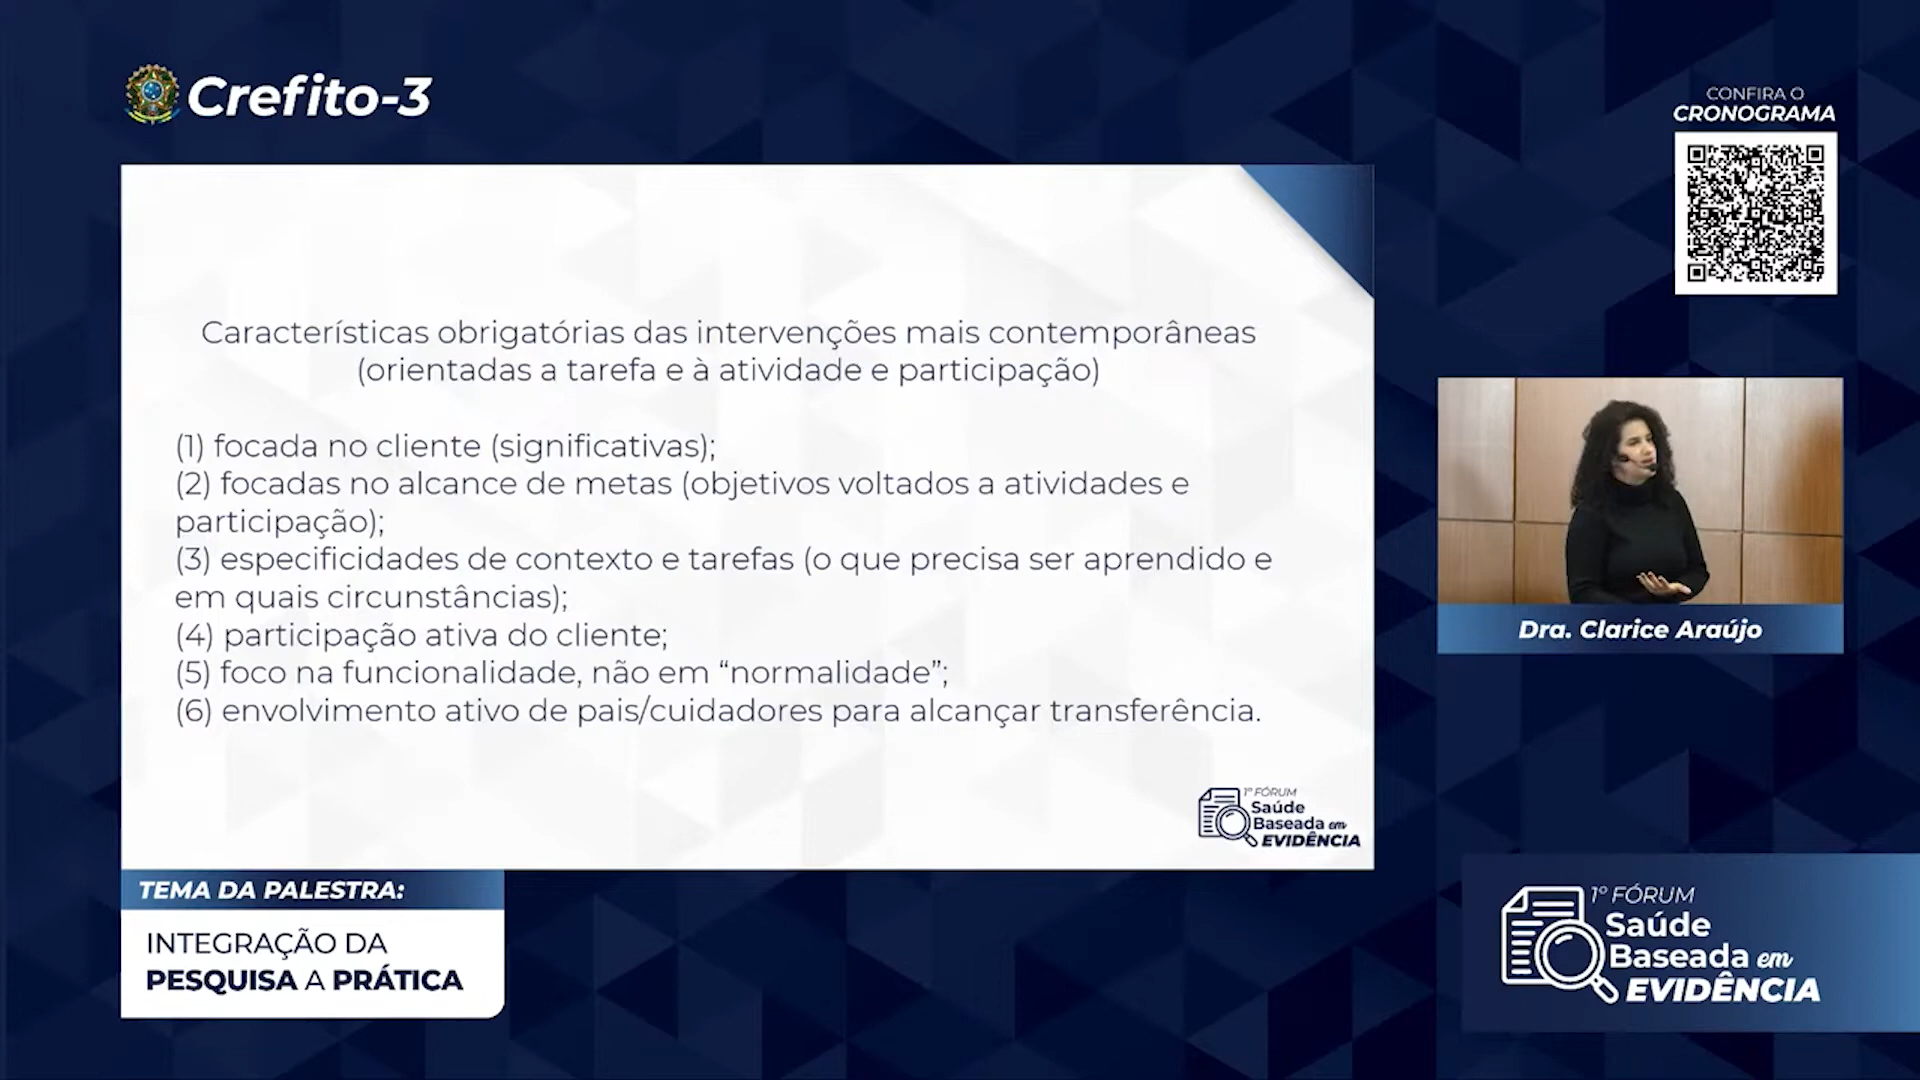 Crefito-3
CONFIRA O
CRONOGRAMA
Características obrigatórias das intervenções mais contemporâneas
(orientadas a tarefa e à atividade e participação)
(1) focada no cliente (significativas);
(2) focadas no alcance de metas (objetivos voltados a atividades e
participação);
(3) especificidades de contexto e tarefas (o que precisa ser aprendido e
em quais circunstâncias);
(4) participação ativa do cliente;
(5) foco na funcionalidade, não em “normalidade”;
(6) envolvimento ativo de pais/cuidadores para alcançar transferência.
1º FÓRUM
Saúde
Baseada em
EVIDÊNCIA
Dra. Clarice Araújo
TEMA DA PALESTRA:
INTEGRAÇÃO DA
PESQUISA A PRÁTICA
1º FÓRUM
Saúde
Baseada em
EVIDÊNCIA